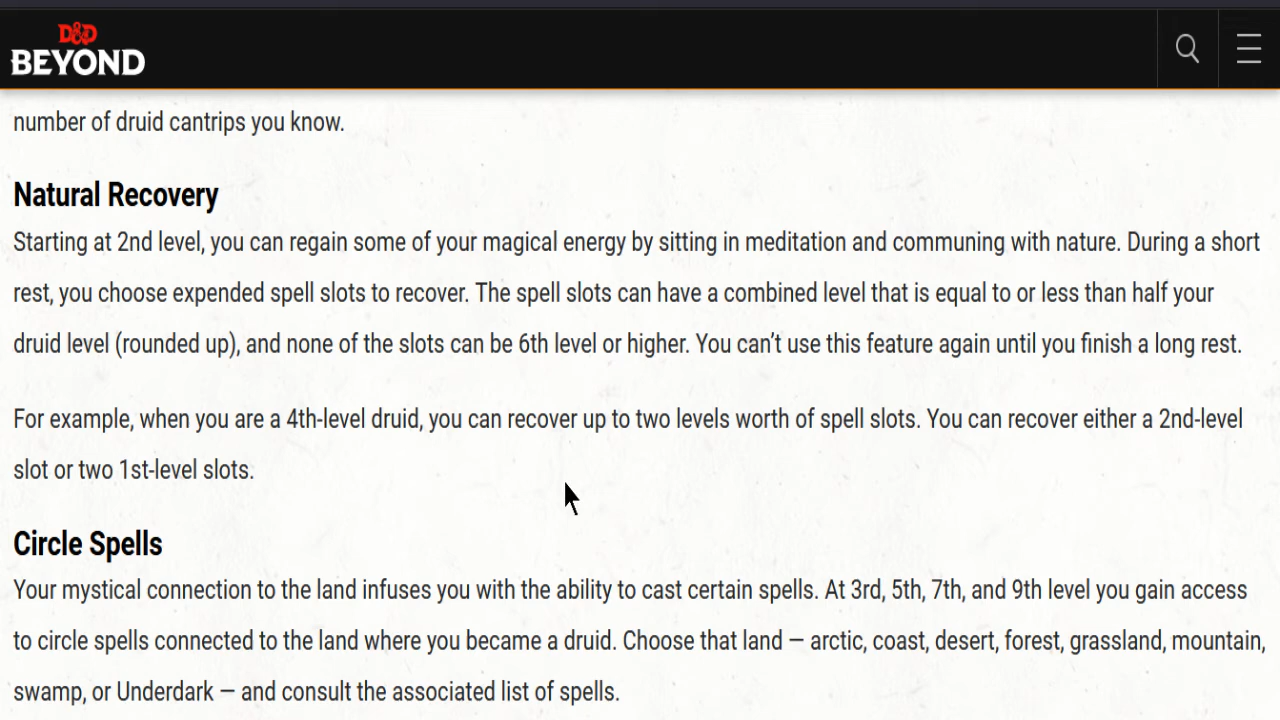 D&D
BEYOND
number of druid cantrips you know.
Natural Recovery
Starting at 2nd level, you can regain some of your magical energy by sitting in meditation and communing with nature. During a short
rest, you choose expended spell slots to recover. The spell slots can have a combined level that is equal to or less than half your
druid level (rounded up), and none of the slots can be 6th level or higher. You can’t use this feature again until you finish a long rest.
For example, when you are a 4th-level druid, you can recover up to two levels worth of spell slots. You can recover either a 2nd-level
slot or two 1st-level slots.
Circle Spells
Your mystical connection to the land infuses you with the ability to cast certain spells. At 3rd, 5th, 7th, and 9th level you gain access
to circle spells connected to the land where you became a druid. Choose that land — arctic, coast, desert, forest, grassland, mountain,
swamp, or Underdark — and consult the associated list of spells.